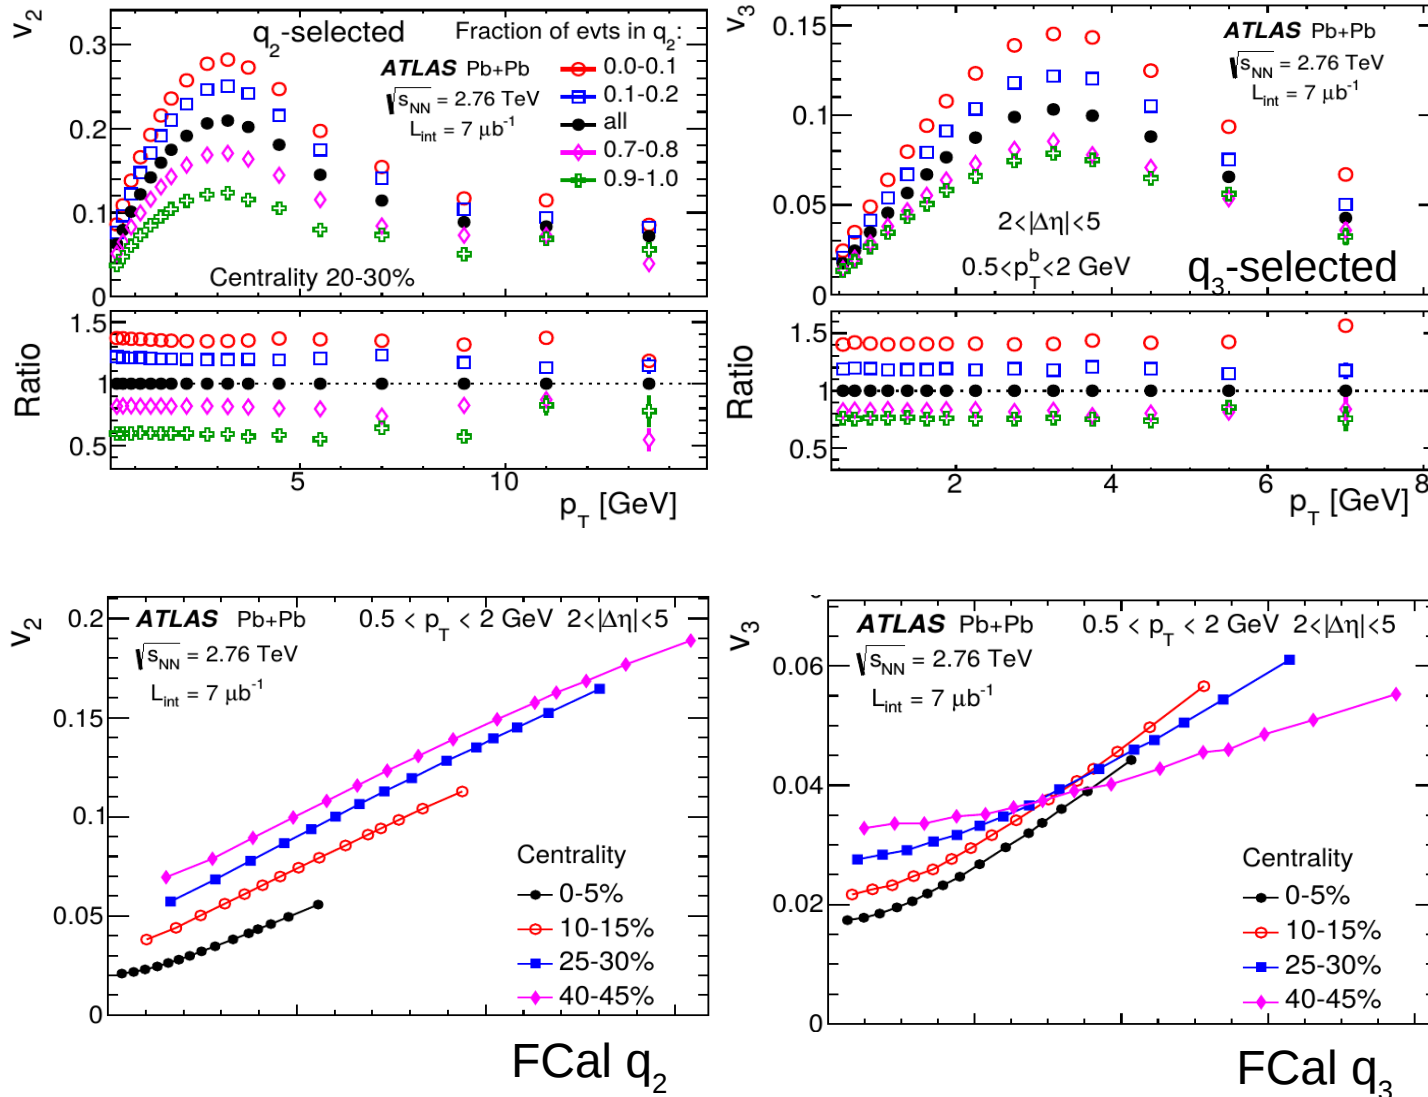 v2
q2-selected
Fraction of evts in q2:
ATLAS Pb+Pb
√sNN = 2.76 TeV
Lint = 7 μb-1
0.0-0.1
0.1-0.2
all
0.7-0.8
0.9-1.0
0.3
0.2
0.1
0
Centrality 20-30%
Ratio
1.5
1
0.5
5
10
pT [GeV]
v3
0.15
0.1
0.05
0
ATLAS Pb+Pb
√sNN = 2.76 TeV
Lint = 7 μb-1
2<|Δη|<5
0.5<pTb<2 GeV
q3-selected
Ratio
1.5
1
0.5
2
4
6
8
pT [GeV]
v2
0.2
0.15
0.1
0.05
0
ATLAS Pb+Pb
0.5 < pT < 2 GeV 2<|Δη|<5
√sNN = 2.76 TeV
Lint = 7 μb-1
Centrality
0-5%
10-15%
25-30%
40-45%
FCal q2
v3
0.06
0.04
0.02
0
ATLAS Pb+Pb
0.5 < pT < 2 GeV 2<|Δη|<5
√sNN = 2.76 TeV
Lint = 7 μb-1
Centrality
0-5%
10-15%
25-30%
40-45%
FCal q3